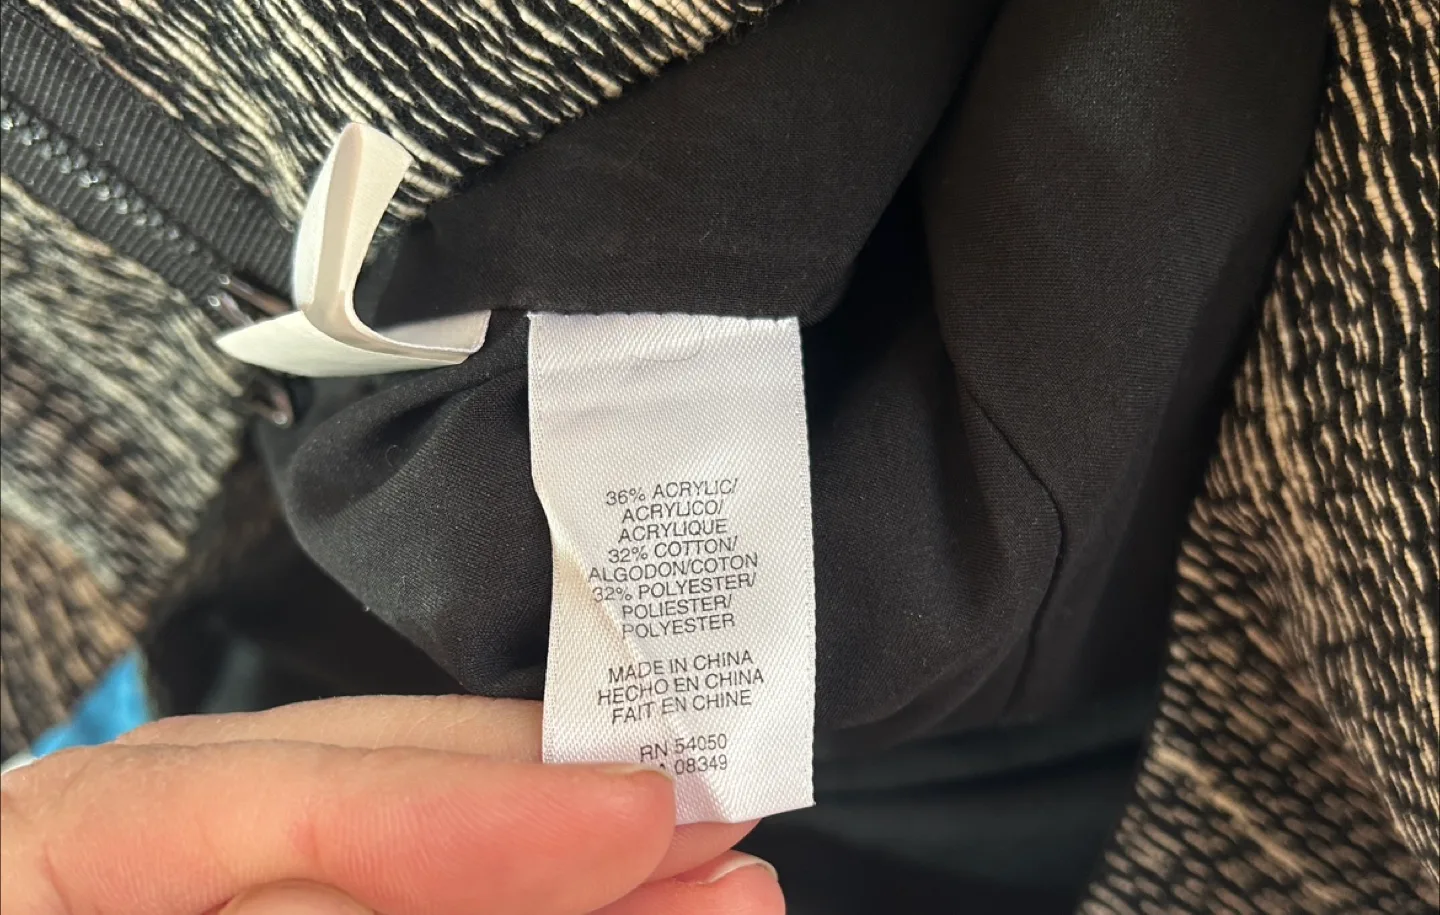 36% ACRYLIC/
ACRYLICO/
ACRYLIQUE
32% COTTON/
ALGODON/COTON
32% POLYESTER/
POLIESTER/
POLYESTER
MADE IN CHINA
HECHO EN CHINA
FAIT EN CHINE
RN 54050
08349